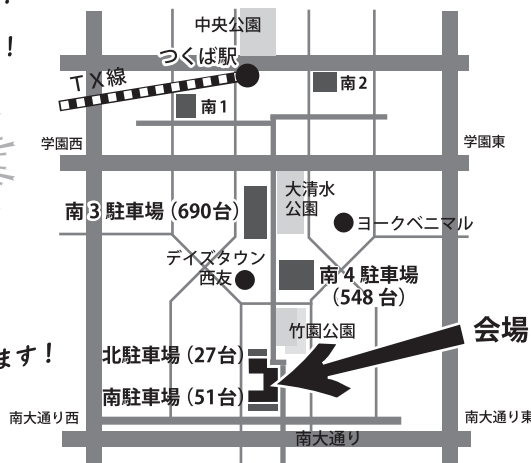 !
!
中央公園
つくば駅
TX線
南2
南1
学園西
学園東
南3駐車場（690台）
大清水
公園
ヨークベニマル
デイズタウン
西友
南4駐車場
（548台）
竹園公園
会場
ます！
北駐車場（27台）
南駐車場（51台）
南大通り西
南大通り東
南大通り